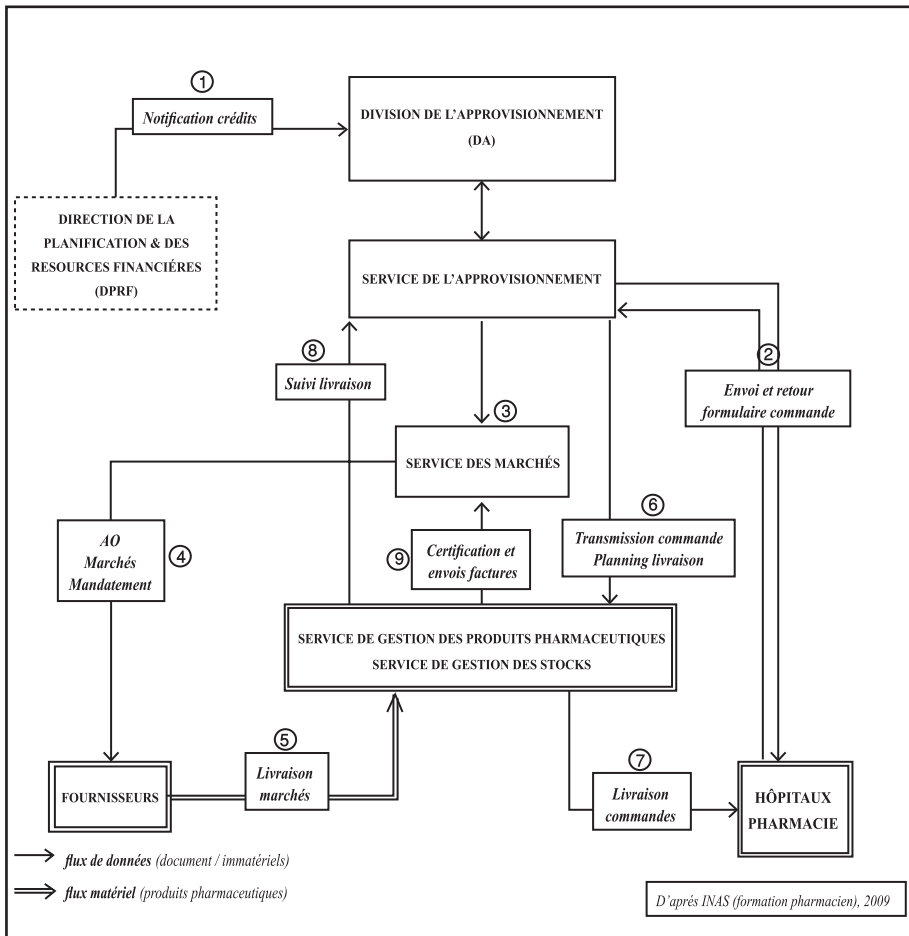 1
Notification crédits
DIVISION DE L'APPROVISIONNEMENT
(DA)
DIRECTION DE LA
PLANIFICATION & DES
RESOURCES FINANCIÉRES
(DPRF)
SERVICE DE L'APPROVISIONNEMENT
8
Suivi livraison
2
Envoi et retour
formulaire commande
3
SERVICE DES MARCHÉS
6
Transmission commande
Planning livraison
AO
Marchés
Mandatement
4
9
Certification et
envois factures
SERVICE DE GESTION DES PRODUITS PHARMACEUTIQUES
SERVICE DE GESTION DES STOCKS
5
Livraison
marchés
7
Livraison
commandes
FOURNISSEURS
HÔPITAUX
PHARMACIE
flux de données (document / immatériels)
flux matériel (produits pharmaceutiques)
D'aprés INAS (formation pharmacien), 2009